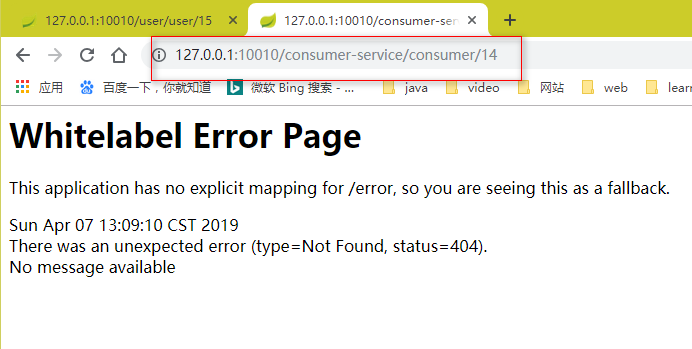 127.0.0.1:10010/user/user/15
127.0.0.1:10010/consumer-ser
127.0.0.1:10010/consumer-service/consumer/14
应用 百度一下，你就知道 微软 Bing 搜索 - ... java video 网站 web learn
Whitelabel Error Page
This application has no explicit mapping for /error, so you are seeing this as a fallback.
Sun Apr 07 13:09:10 CST 2019
There was an unexpected error (type=Not Found, status=404).
No message available